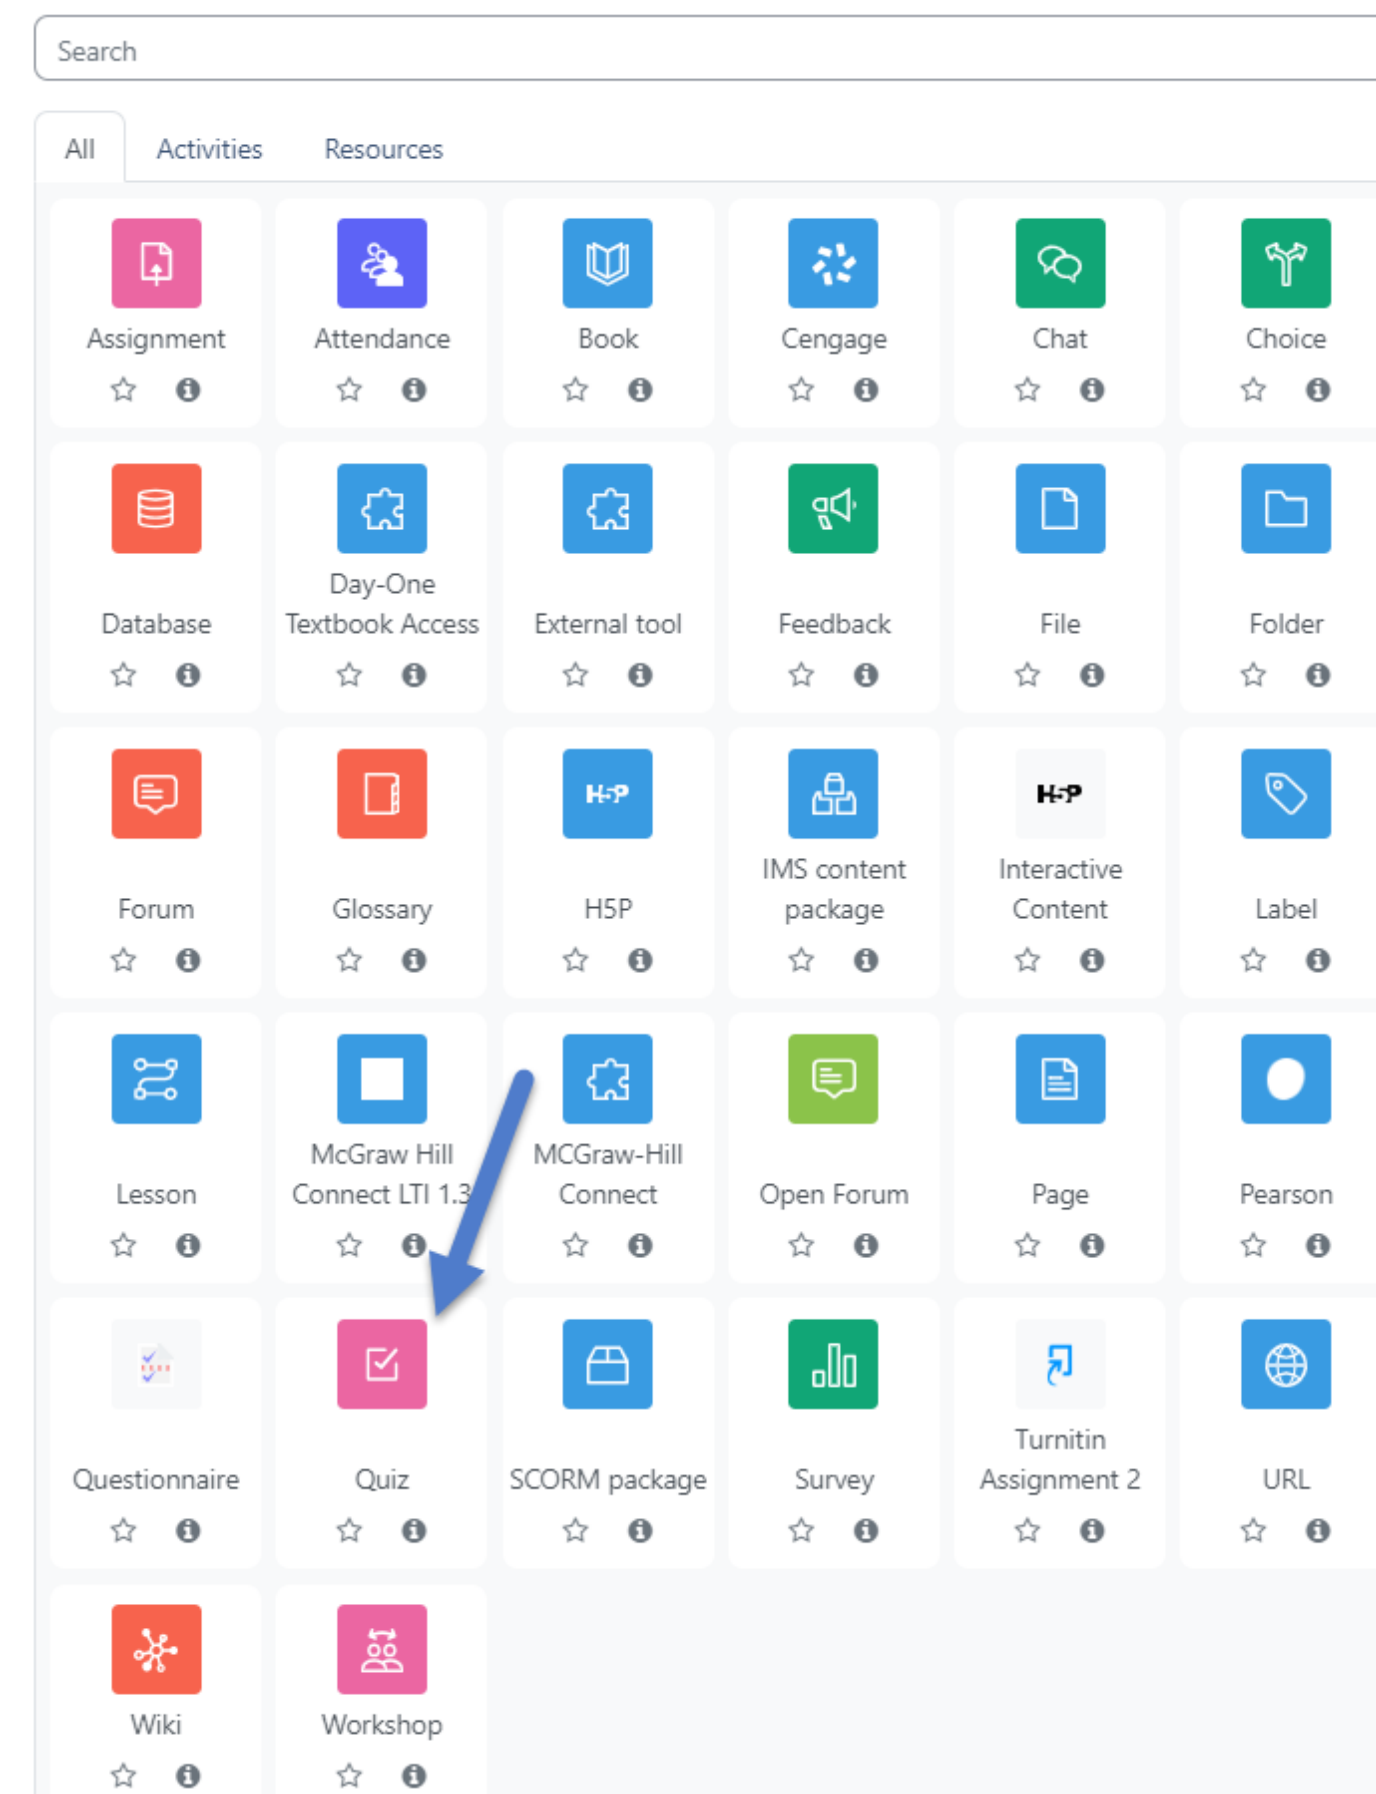 Search
All Activities Resources
Assignment Attendance Book Cengage Chat Choice
Day-One
Database Textbook Access External tool Feedback File Folder
H5P H5P
IMS content Interactive
Forum Glossary H5P package Content Label
McGraw Hill MCGraw-Hill
Lesson Connect LTI 1.3 Connect Open Forum Page Pearson
Turnitin
Questionnaire Quiz SCORM package Survey Assignment 2 URL
Wiki Workshop